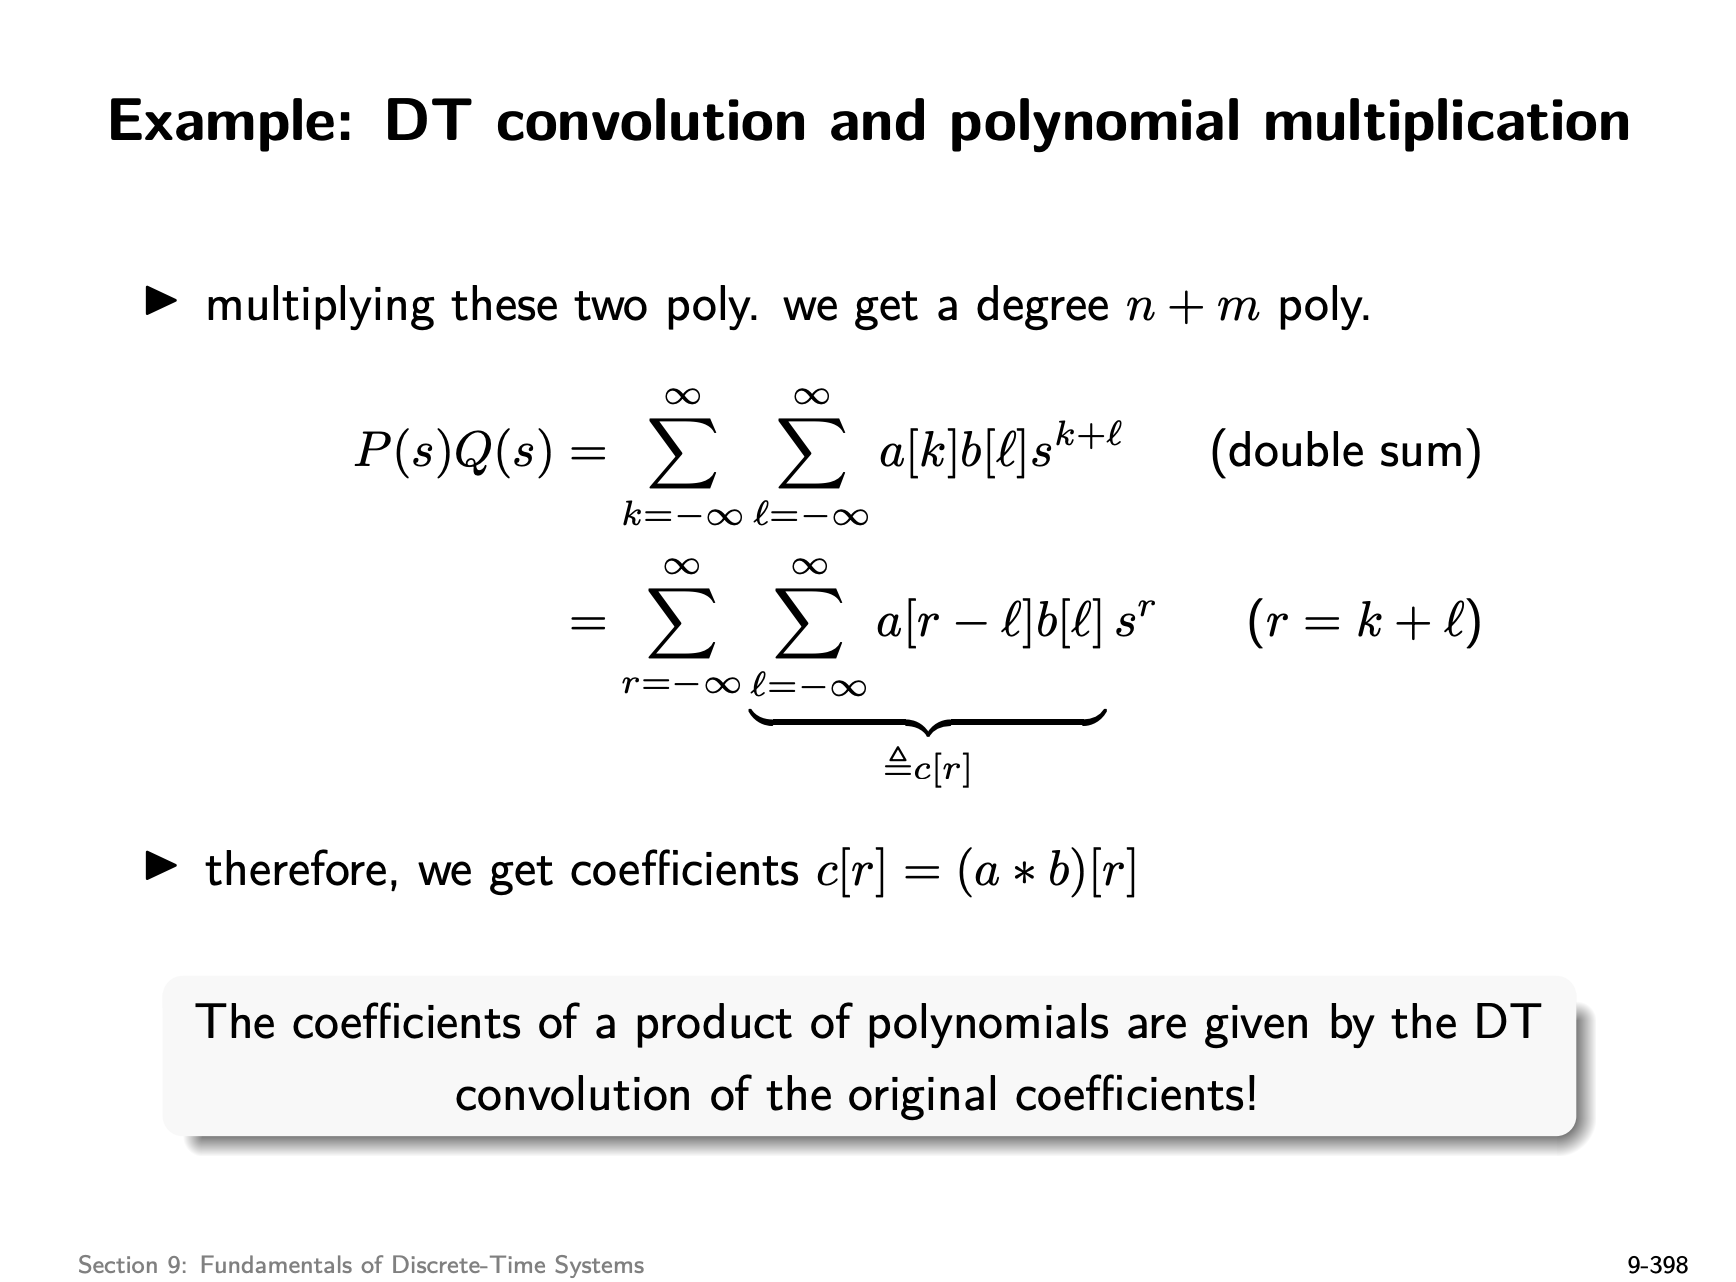 Example: DT convolution and polynomial multiplication
▶ multiplying these two poly. we get a degree n + m poly.
P(s)Q(s) = ∑_{k=−∞}^{∞} ∑_{ℓ=−∞}^{∞} a[k]b[ℓ]s^{k+ℓ} (double sum)
= ∑_{r=−∞}^{∞} ∑_{ℓ=−∞}^{∞} a[r − ℓ]b[ℓ] s^r (r = k + ℓ)
≜c[r]
▶ therefore, we get coefficients c[r] = (a ∗ b)[r]
The coefficients of a product of polynomials are given by the DT
convolution of the original coefficients!
Section 9: Fundamentals of Discrete-Time Systems
9-398